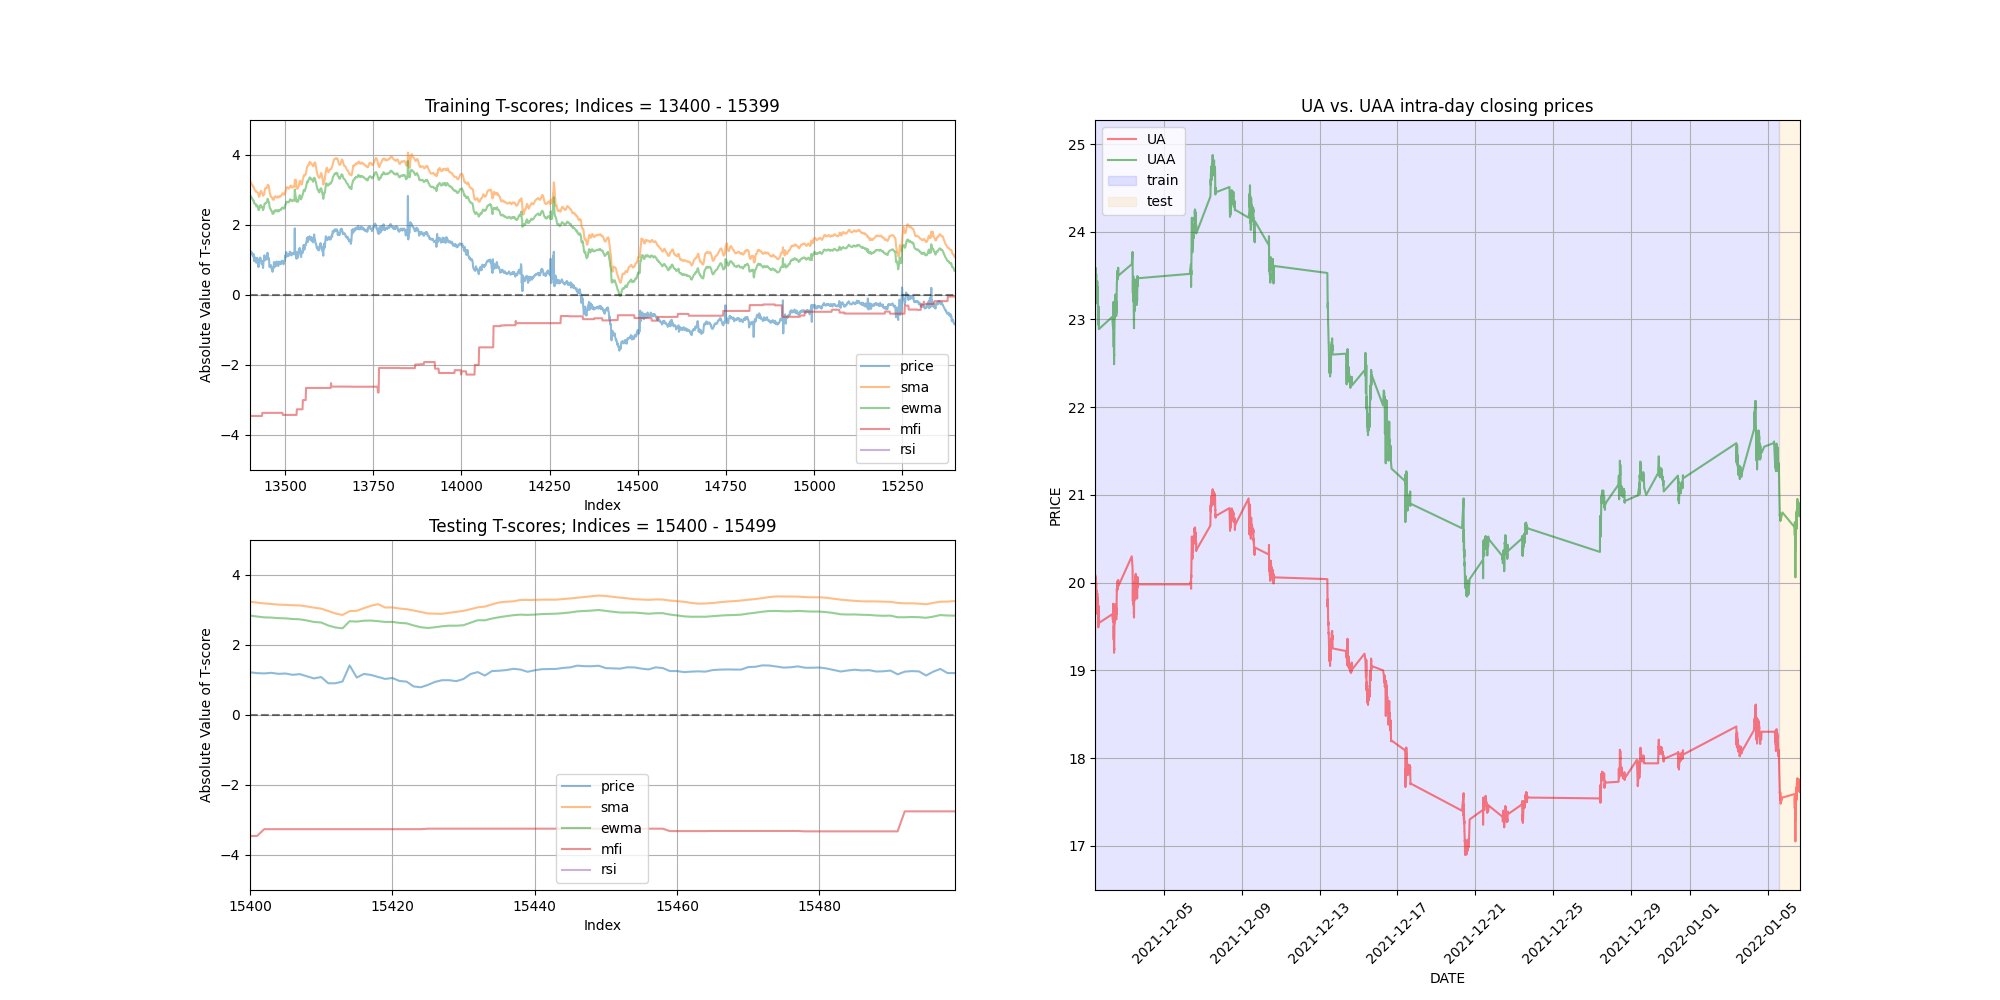 Training T-scores; Indices = 13400 - 15399
Absolute Value of T-score
4
2
0
−2
−4
price
sma
ewma
mfi
rsi
13500 13750 14000 14250 14500 14750 15000 15250
Index
Testing T-scores; Indices = 15400 - 15499
Absolute Value of T-score
4
2
0
−2
−4
price
sma
ewma
mfi
rsi
15400 15420 15440 15460 15480
Index
UA vs. UAA intra-day closing prices
UA
UAA
train
test
PRICE
25
24
23
22
21
20
19
18
17
2021-12-05 2021-12-09 2021-12-13 2021-12-17 2021-12-21 2021-12-25 2021-12-29 2022-01-01 2022-01-05
DATE